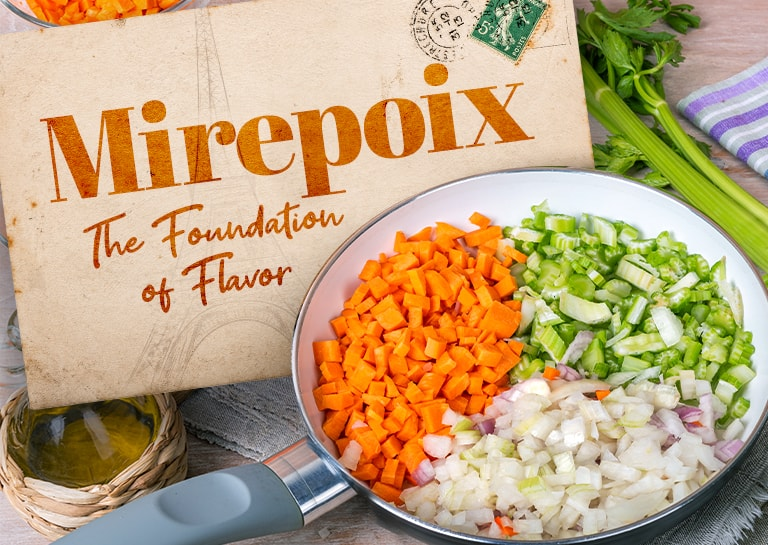 Mirepoix
The Foundation
of Flavor